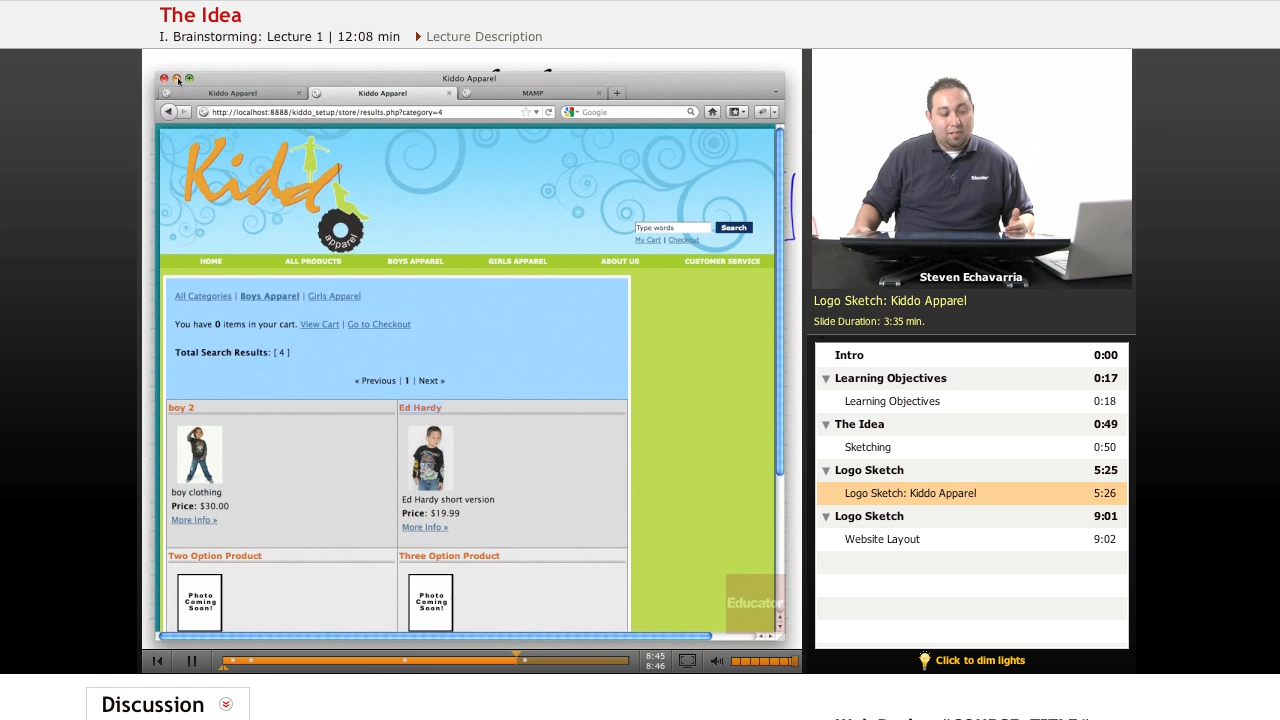 The Idea
I. Brainstorming: Lecture 1 | 12:08 min Lecture Description
Kiddo Apparel
Kiddo Apparel Kiddo Apparel MAMP
http://localhost:8888/kiddo_setup/store/results.php?category=4 Google
Kiddo
apparel
Type words Search
My Cart | Checkout
HOME ALL PRODUCTS BOYS APPAREL GIRLS APPAREL ABOUT US CUSTOMER SERVICE
All Categories | Boys Apparel | Girls Apparel
You have 0 items in your cart. View Cart | Go to Checkout
Total Search Results: [ 4 ]
« Previous | 1 | Next »
boy 2 Ed Hardy
boy clothing
Price: $30.00
More Info »
Ed Hardy short version
Price: $19.99
More Info »
Two Option Product Three Option Product
Photo Coming Soon! Photo Coming Soon!
Educator
8:45
8:46
Educator
Steven Echavarria
Logo Sketch: Kiddo Apparel
Slide Duration: 3:35 min.
Intro 0:00
Learning Objectives 0:17
Learning Objectives 0:18
The Idea 0:49
Sketching 0:50
Logo Sketch 5:25
Logo Sketch: Kiddo Apparel 5:26
Logo Sketch 9:01
Website Layout 9:02
Click to dim lights
Discussion